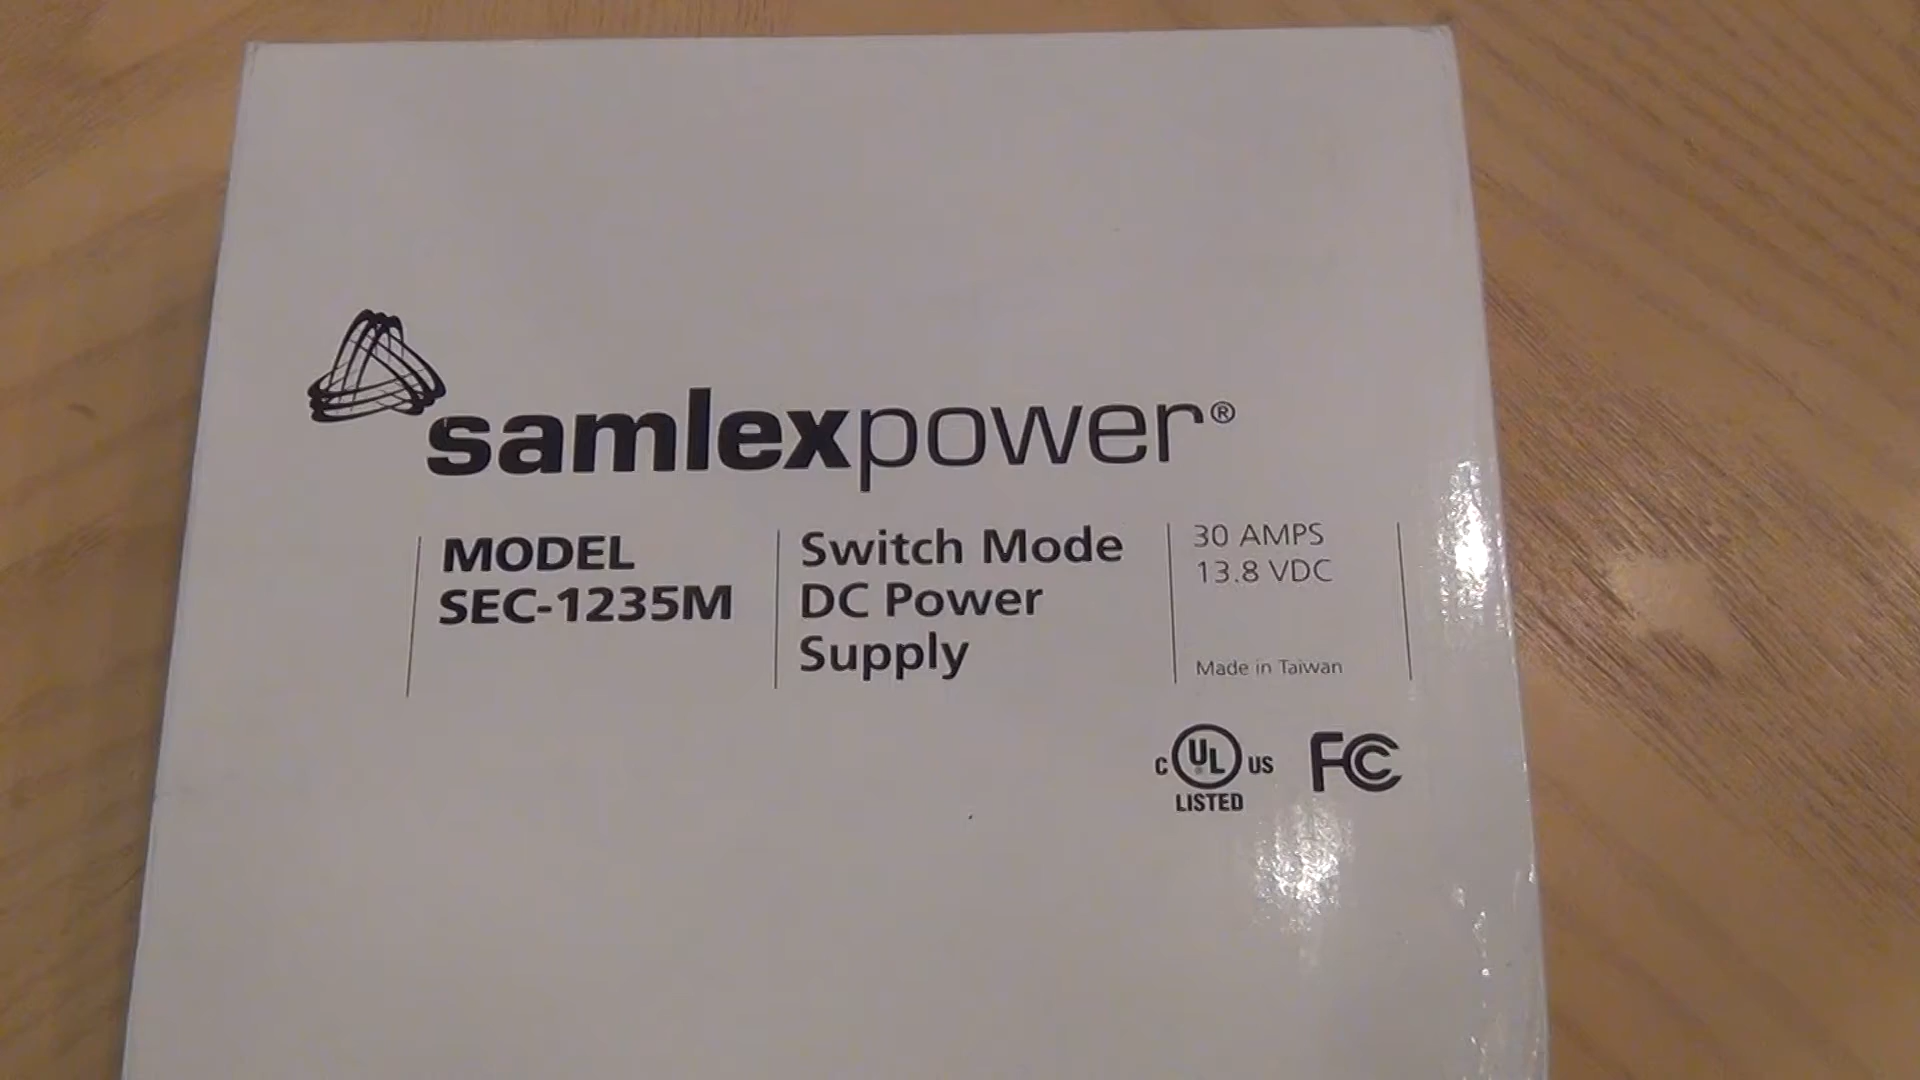 samlexpower®
MODEL
SEC-1235M
Switch Mode
DC Power
Supply
30 AMPS
13.8 VDC
Made in Taiwan
C UL US
LISTED
FC